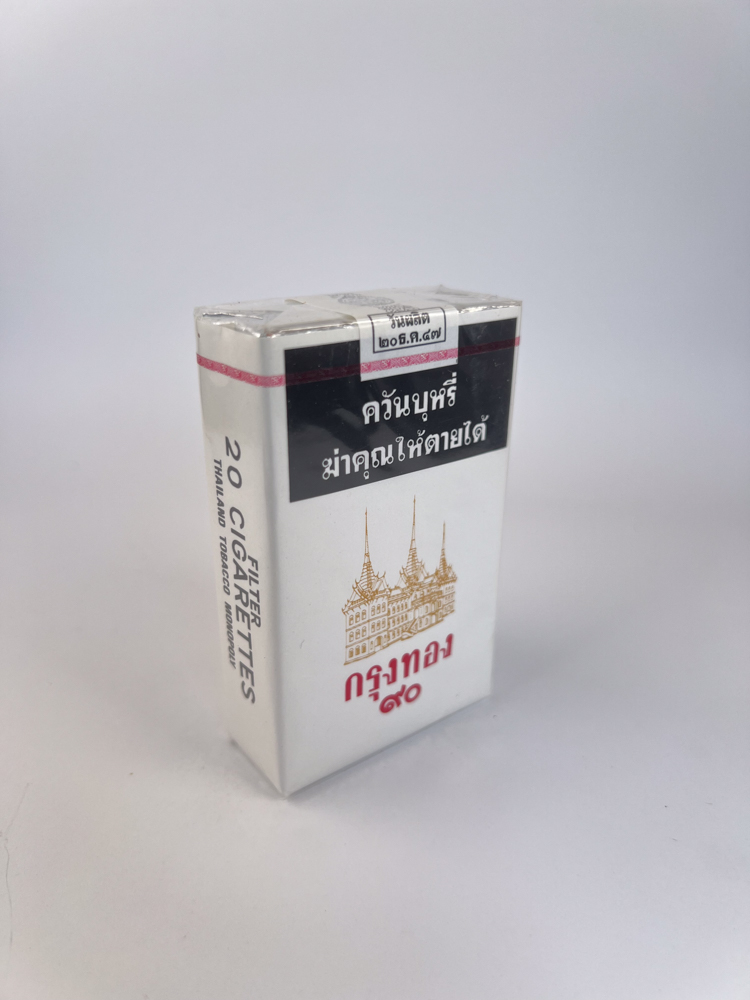 วันผลิต
๒๐ธ.ค.๔๗
ควันบุหรี่
ฆ่าคุณให้ตายได้
กรุงทอง
๙๐
FILTER
20 CIGARETTES
THAILAND TOBACCO MONOPOLY